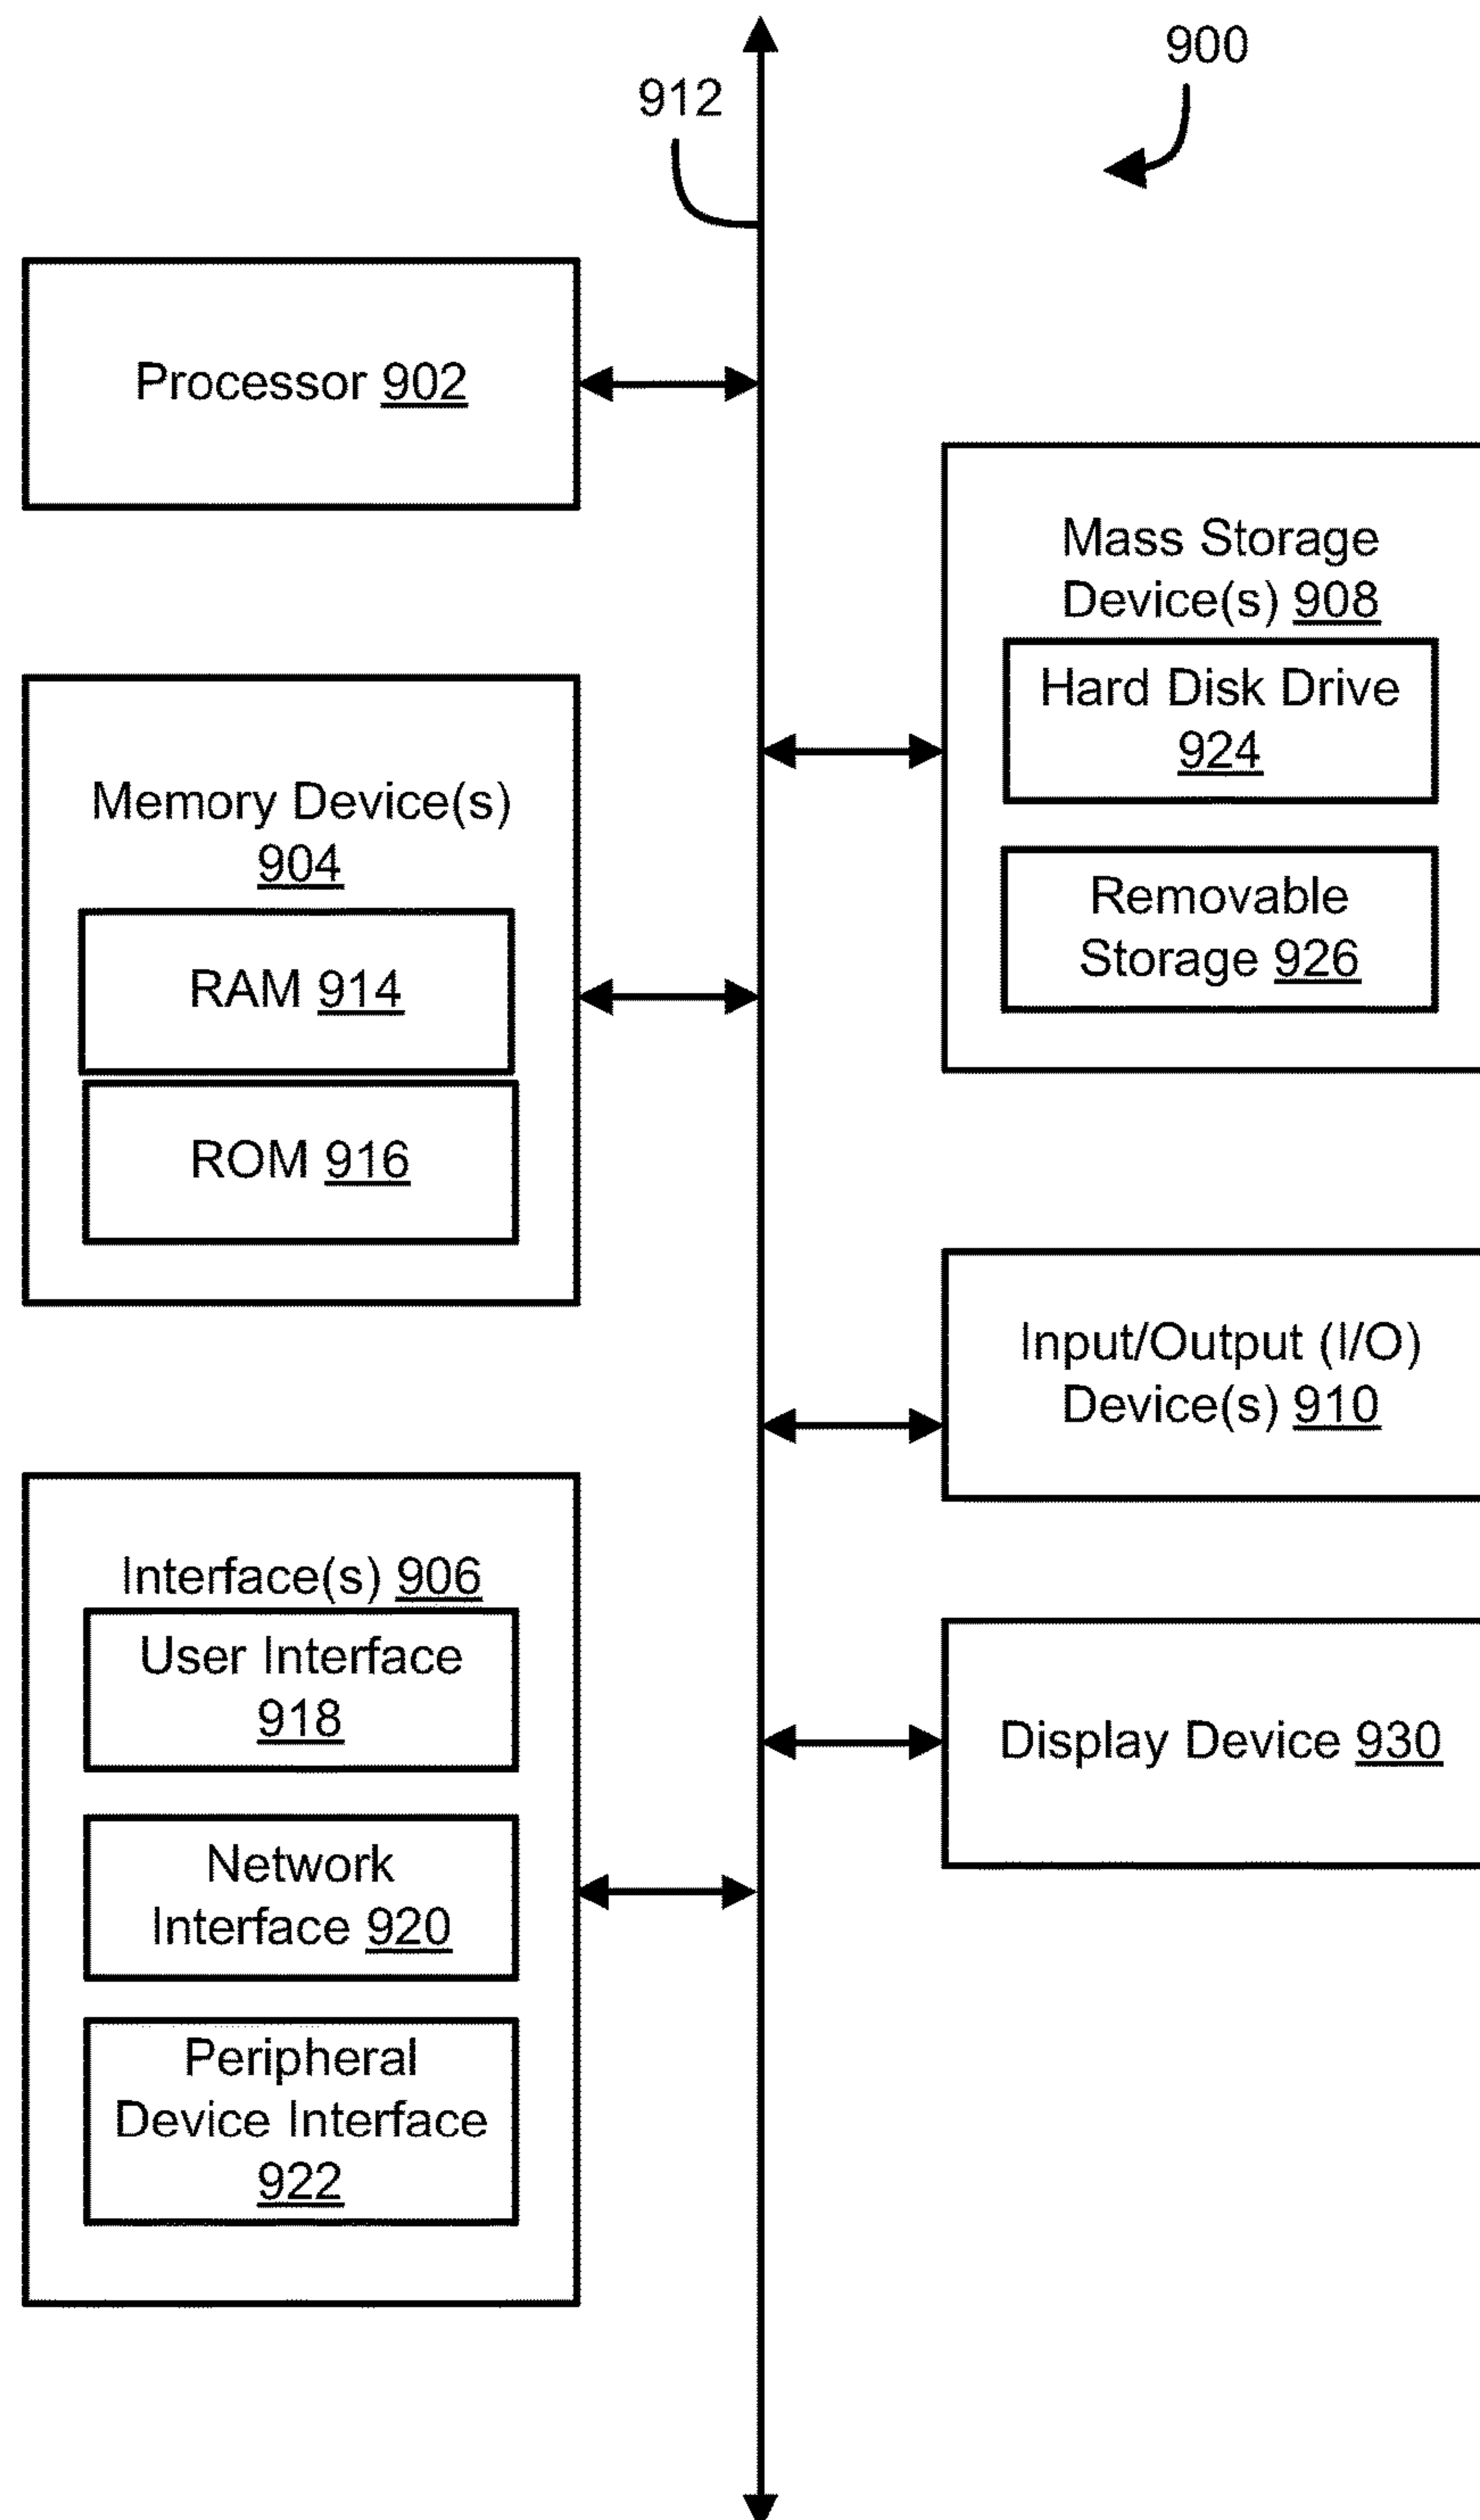 900
912
Processor 902
Mass Storage
Device(s) 908
Hard Disk Drive
924
Removable
Storage 926
Memory Device(s)
904
RAM 914
ROM 916
Input/Output (I/O)
Device(s) 910
Interface(s) 906
User Interface
918
Network
Interface 920
Peripheral
Device Interface
922
Display Device 930